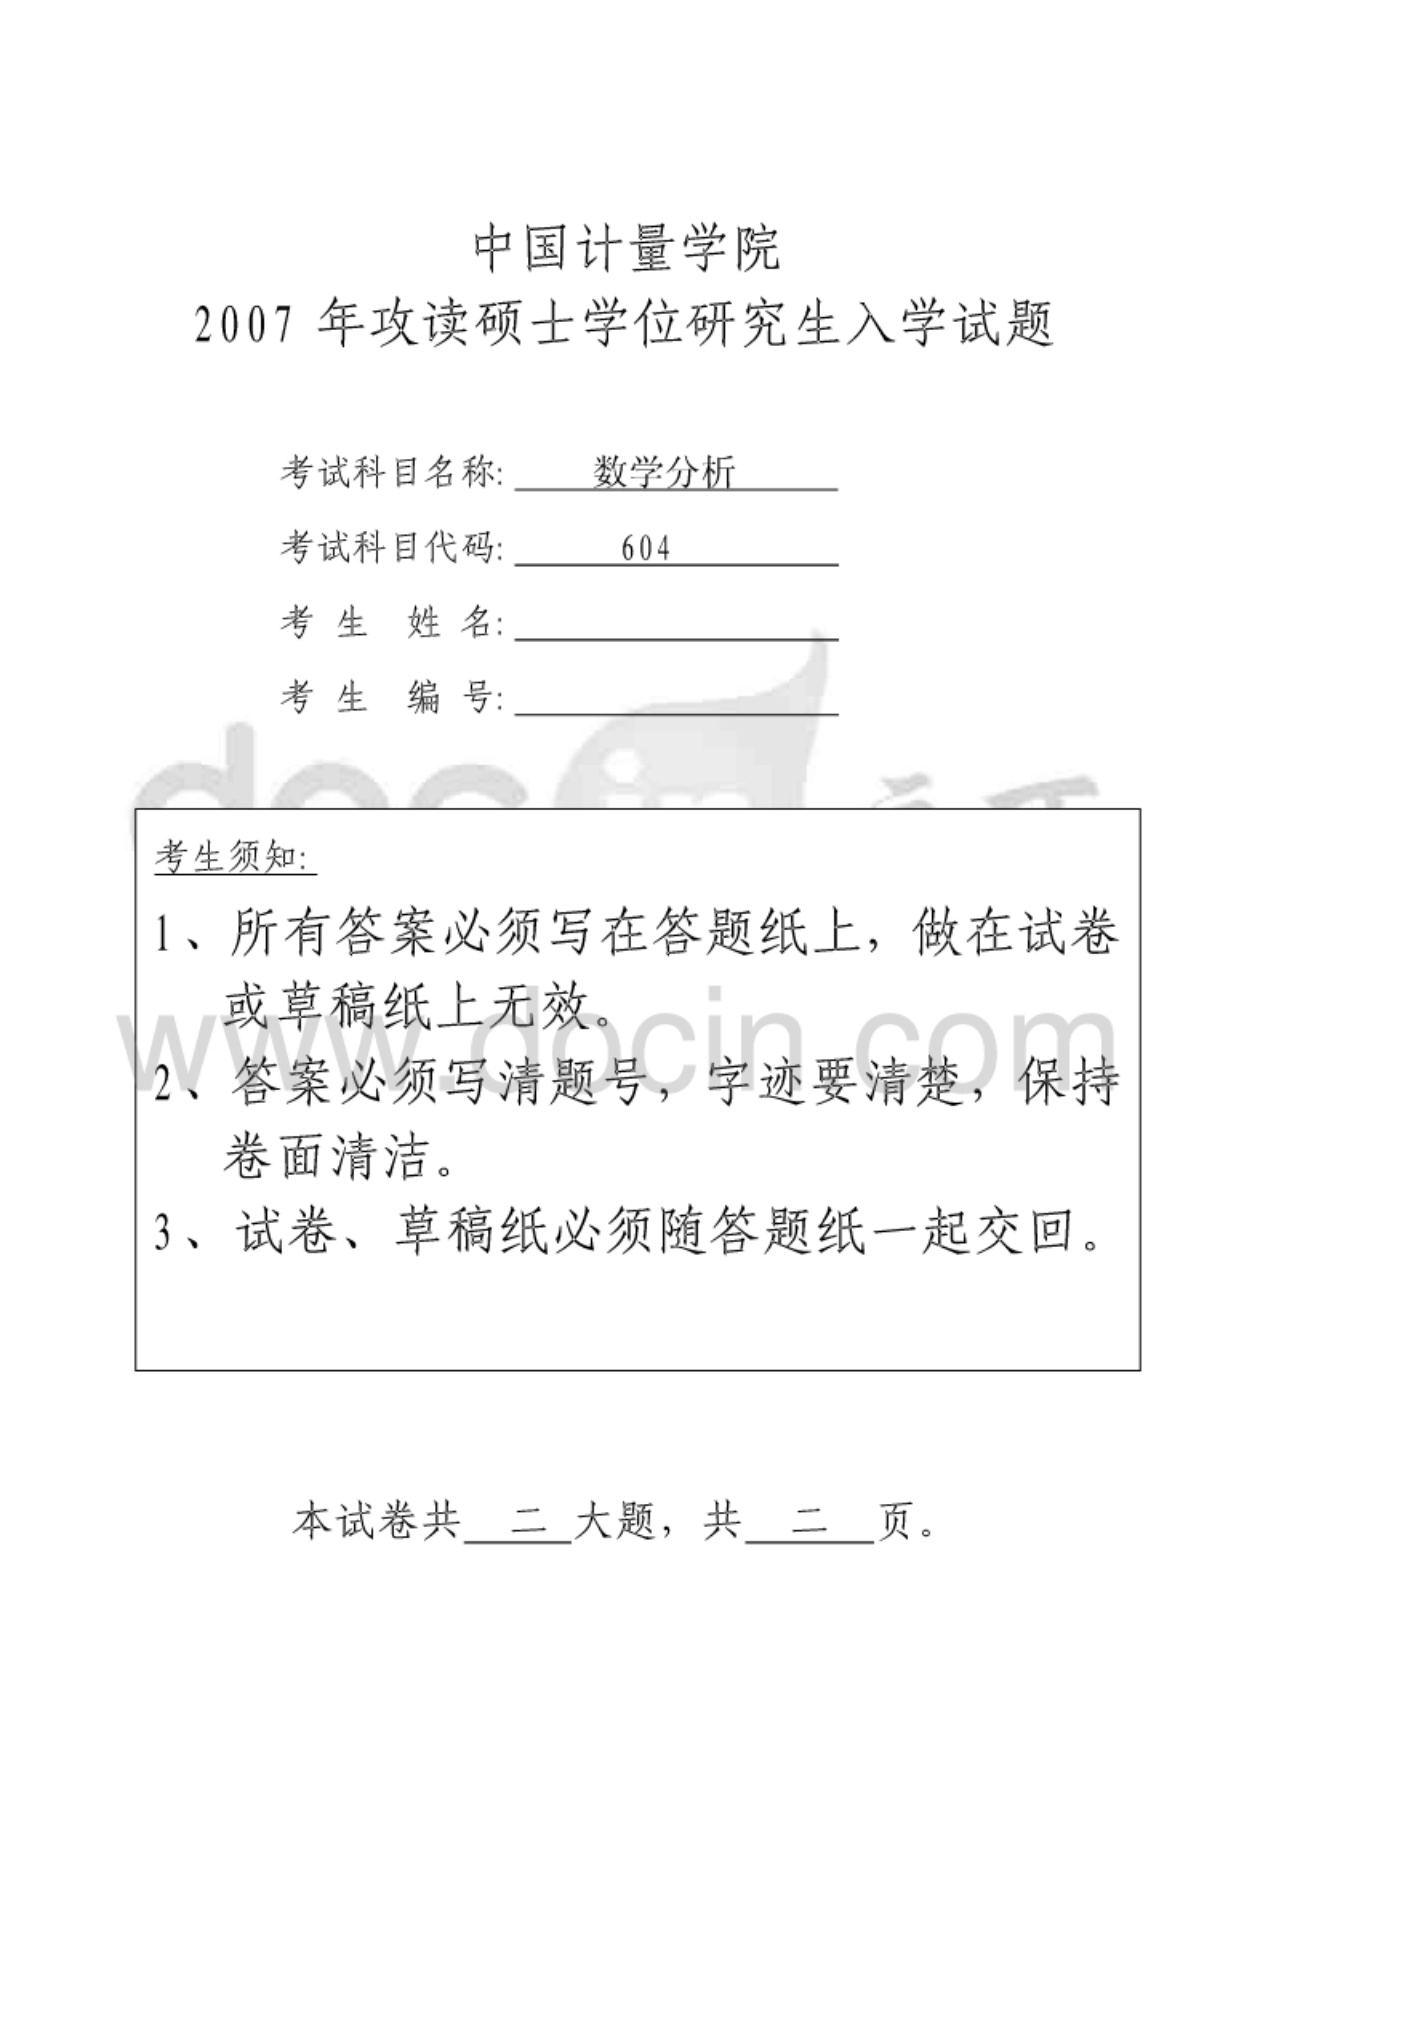 中国计量学院
2007 年攻读硕士学位研究生入学试题
考试科目名称: 数学分析
考试科目代码: 604
考 生 姓 名:
考 生 编 号:
docin 豆丁
考生须知:
1、所有答案必须写在答题纸上，做在试卷
或草稿纸上无效。
www.docin.com
2、答案必须写清题号，字迹要清楚，保持
卷面清洁。
3、试卷、草稿纸必须随答题纸一起交回。
本试卷共 二 大题，共 二 页。